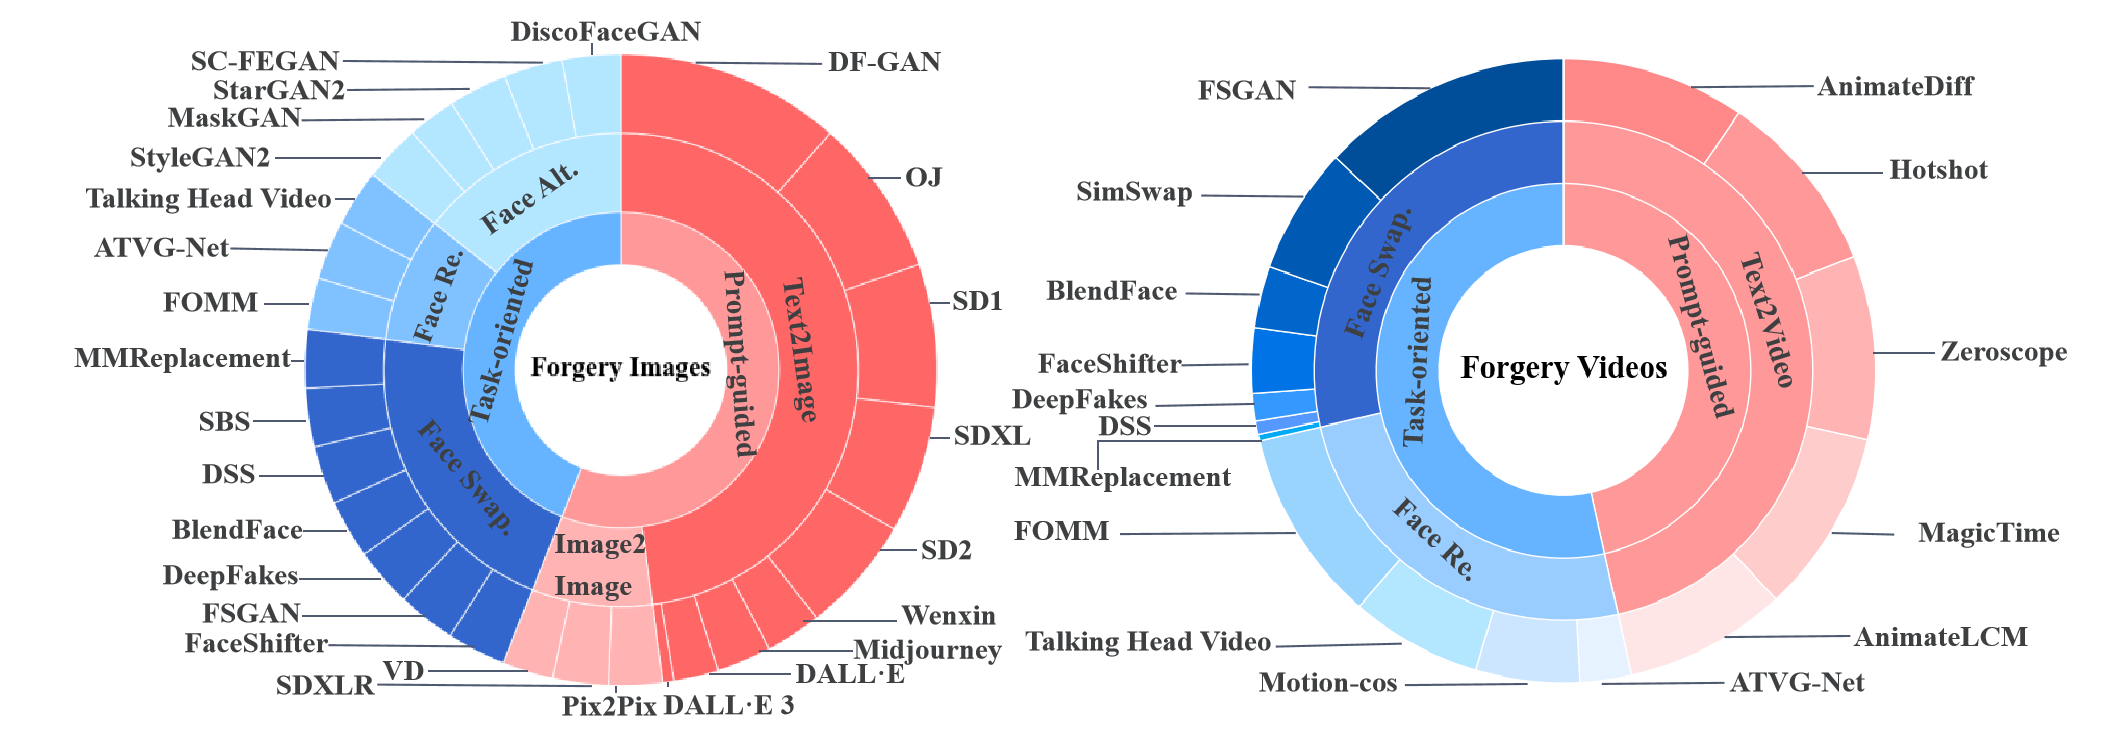 DiscoFaceGAN
SC-FEGAN
StarGAN2
MaskGAN
StyleGAN2
Talking Head Video
ATVG-Net
FOMM
MMReplacement
SBS
DSS
BlendFace
DeepFakes
FSGAN
FaceShifter
VD
SDXLR
Pix2Pix
DALL·E 3
DALL·E
Midjourney
Wenxin
SD2
SDXL
SD1
OJ
DF-GAN
Face Alt.
Face Re.
Face Swap.
Task-oriented
Forgery Images
Prompt-guided
Text2Image
Image2
Image
FSGAN
SimSwap
BlendFace
FaceShifter
DeepFakes
DSS
MMReplacement
FOMM
Talking Head Video
Motion-cos
ATVG-Net
AnimateLCM
MagicTime
Zeroscope
Hotshot
AnimateDiff
Face Swap.
Face Re.
Task-oriented
Forgery Videos
Prompt-guided
Text2Video